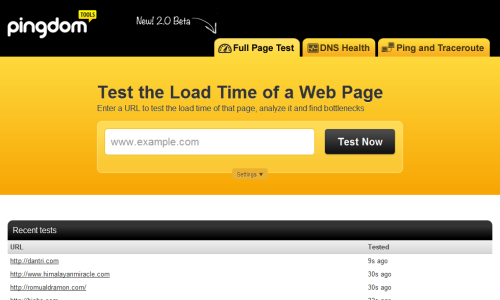 pingdom TOOLS
New! 2.0 Beta
Full Page Test DNS Health Ping and Traceroute
Test the Load Time of a Web Page
Enter a URL to test the load time of that page, analyze it and find bottlenecks
www.example.com Test Now
Settings ▼
Recent tests
URL Tested
http://dantri.com 9s ago
http://www.himalayanmiracle.com 30s ago
http://romualdramon.com/ 30s ago